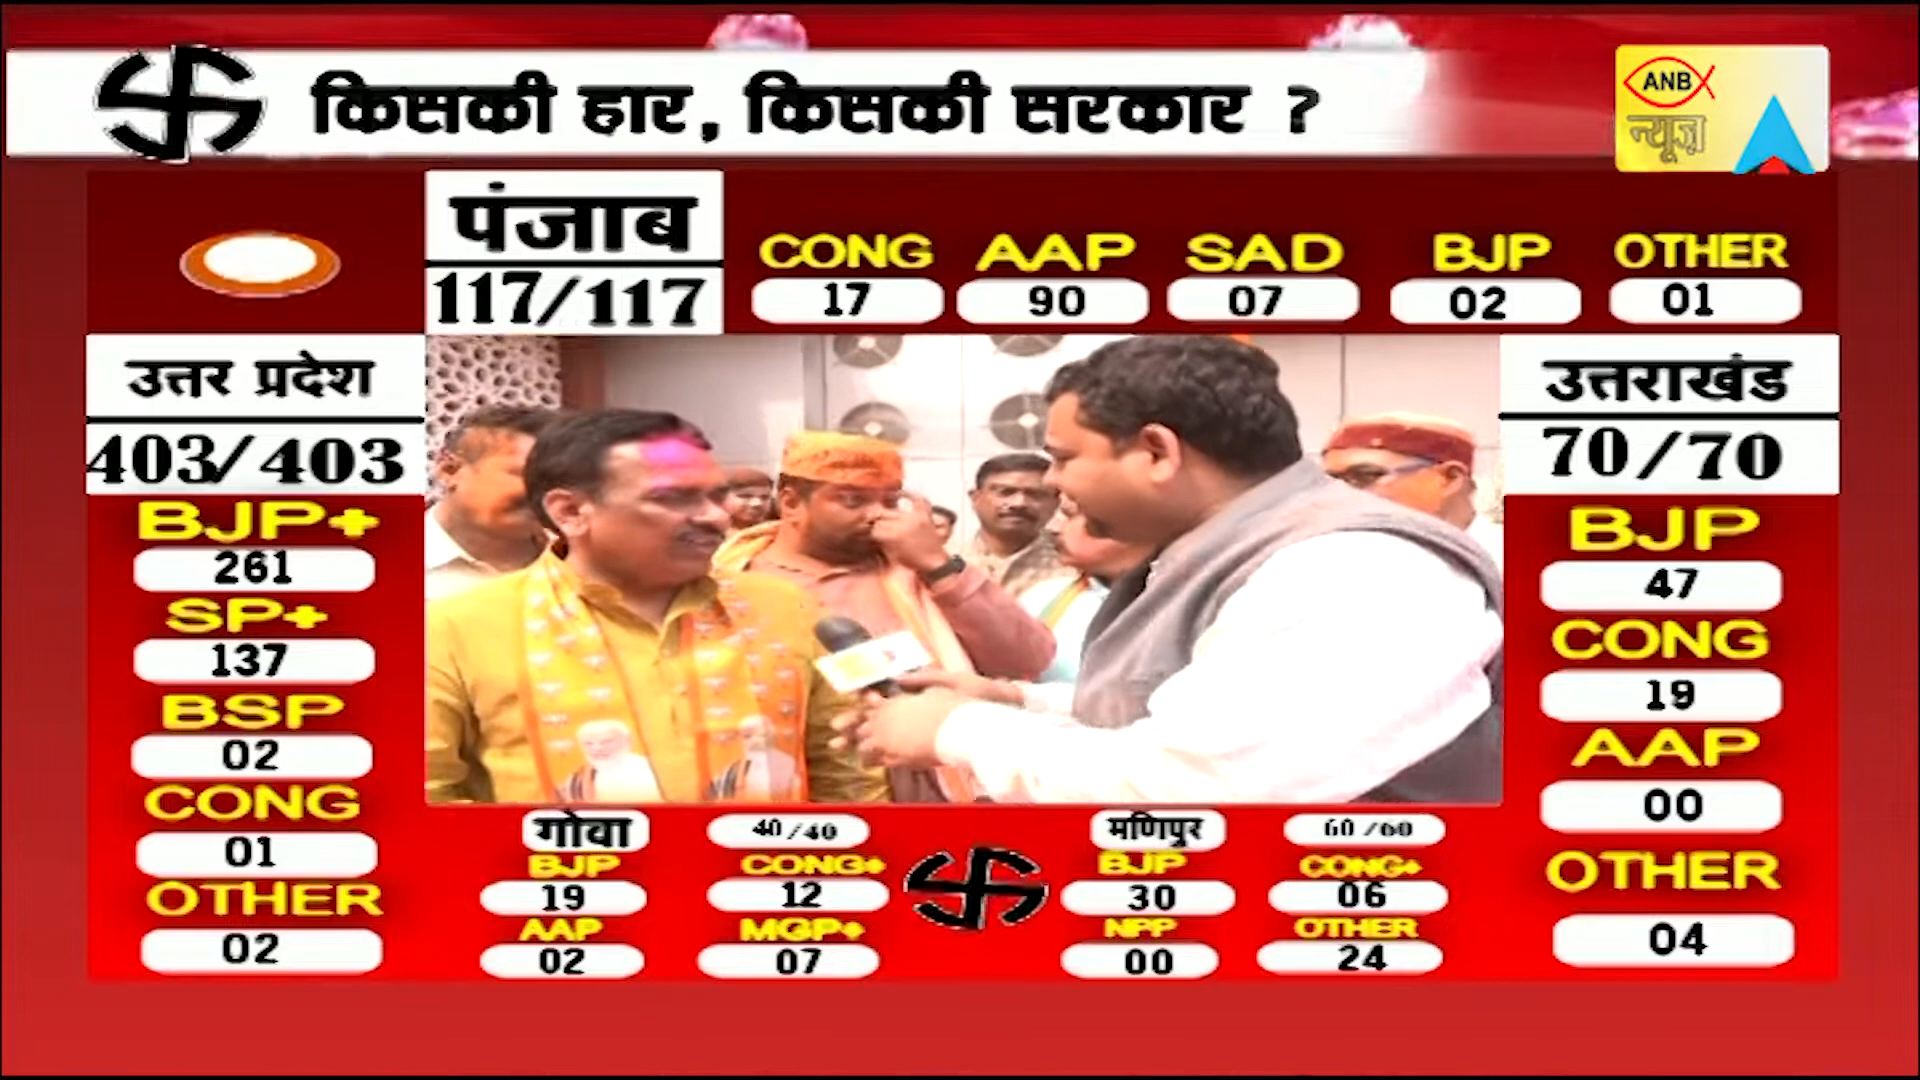 किसकी हार, किसकी सरकार ?
ANB
न्यूज़
पंजाब
117/117
CONG AAP SAD BJP OTHER
17 90 07 02 01
उत्तर प्रदेश
403/403
BJP+
261
SP+
137
BSP
02
CONG
01
OTHER
02
उत्तराखंड
70/70
BJP
47
CONG
19
AAP
00
OTHER
04
गोवा 40/40
BJP CONG+
19 12
AAP MGP+
02 07
मणिपुर 60/60
BJP CONG+
30 06
NPP OTHER
00 24